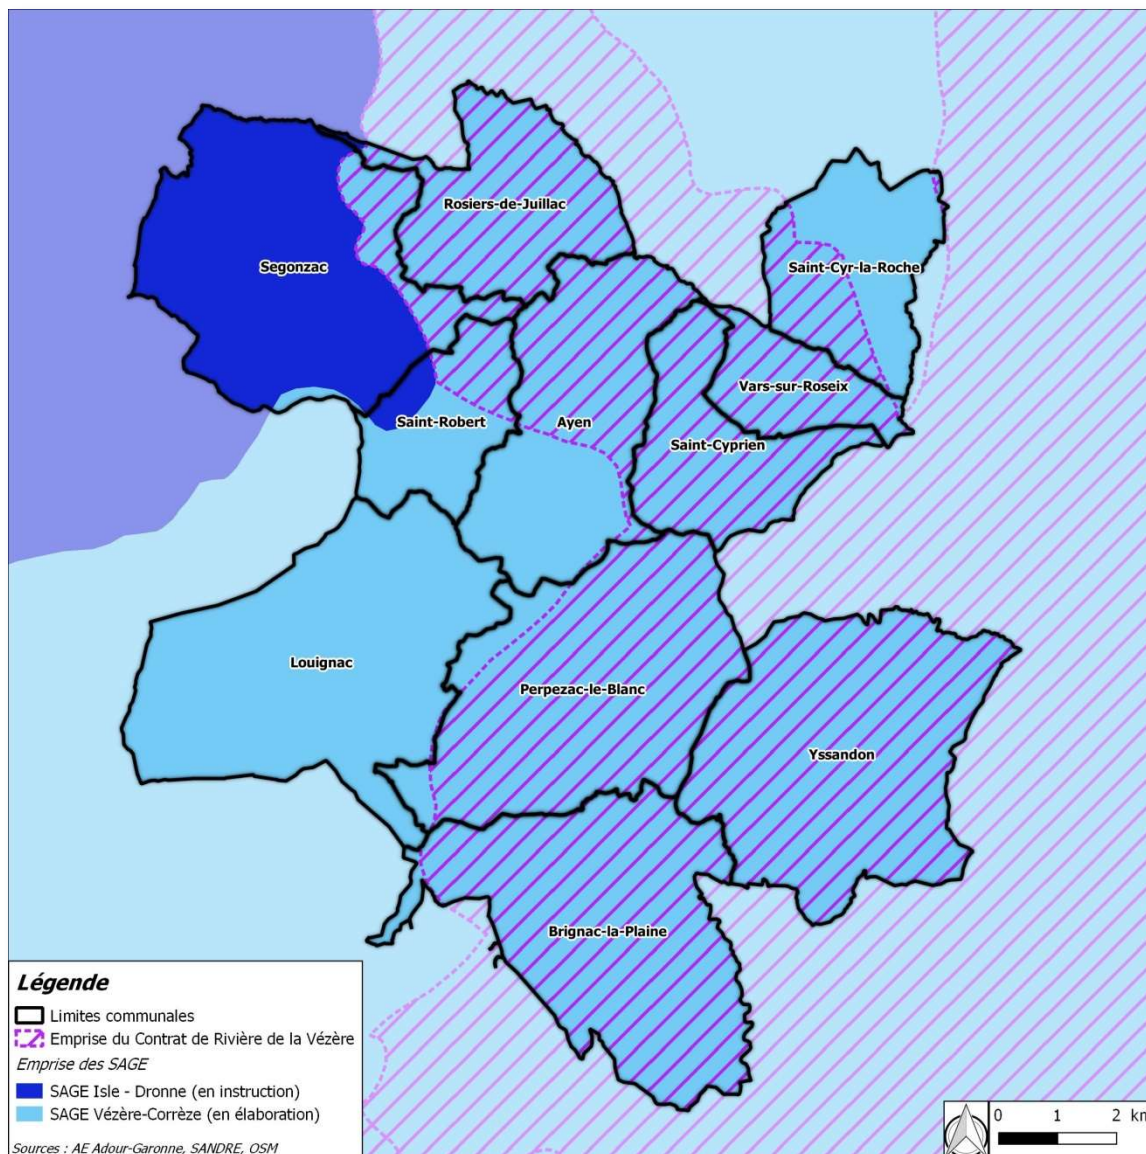 Rosiers-de-Juillac
Segonzac
Saint-Cyr-la-Roche
Vars-sur-Roseix
Saint-Robert
Ayen
Saint-Cyprien
Louignac
Perpezac-le-Blanc
Yssandon
Brignac-la-Plaine
Légende
Limites communales
Emprise du Contrat de Rivière de la Vézère
Emprise des SAGE
SAGE Isle - Dronne (en instruction)
SAGE Vézère-Corrèze (en élaboration)
Sources : AE Adour-Garonne, SANDRE, OSM
0 1 2 km